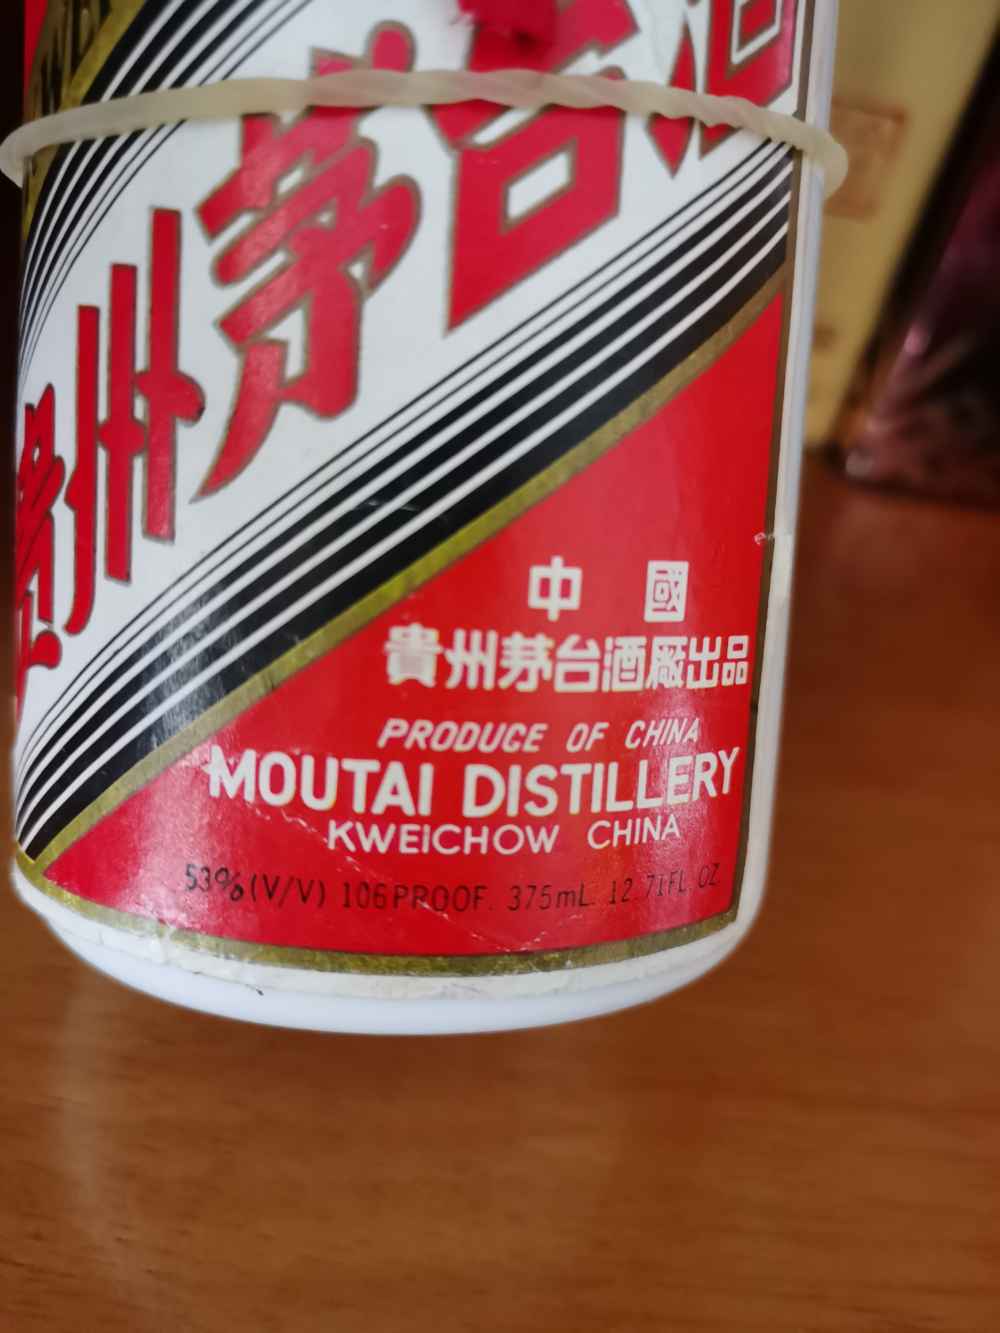 貴州茅台酒
中國
貴州茅台酒廠出品
PRODUCE OF CHINA
MOUTAI DISTILLERY
KWEICHOW CHINA
53%(V/V) 106PROOF. 375mL. 12.71FL OZ